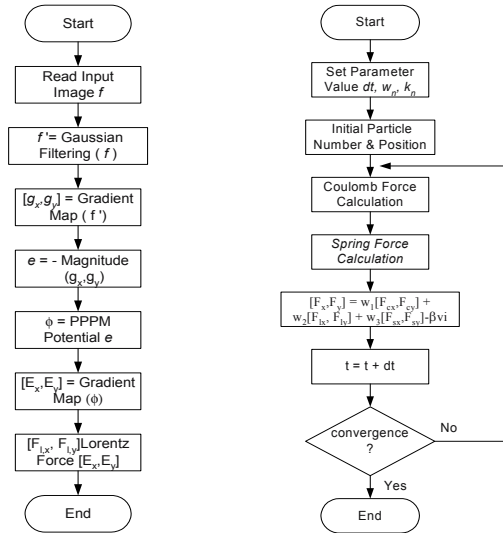 Start
Read Input
Image f
f '= Gaussian
Filtering ( f )
[gx,gy] = Gradient
Map ( f ')
e = - Magnitude
(gx,gy)
ϕ = PPPM
Potential e
[Ex,Ey] = Gradient
Map (ϕ)
[Fl,x, Fl,y]Lorentz
Force [Ex,Ey]
End
Start
Set Parameter
Value dt, wn, kn
Initial Particle
Number & Position
Coulomb Force
Calculation
Spring Force
Calculation
[Fx,Fy] = w1[Fcx,Fcy] +
w2[Flx, Fly] + w3[Fsx,Fsy]-βvi
t = t + dt
convergence
?
No
Yes
End